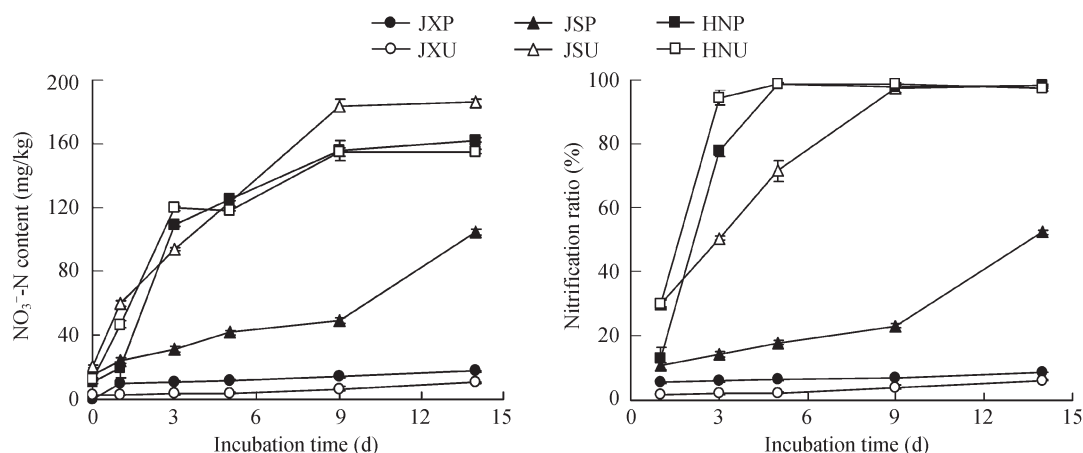 JXP JSP HNP
JXU JSU HNU
NO₃⁻-N content (mg/kg)
200
160
120
80
40
0
0 3 6 9 12 15
Incubation time (d)
Nitrification ratio (%)
100
80
60
40
20
0
0 3 6 9 12 15
Incubation time (d)